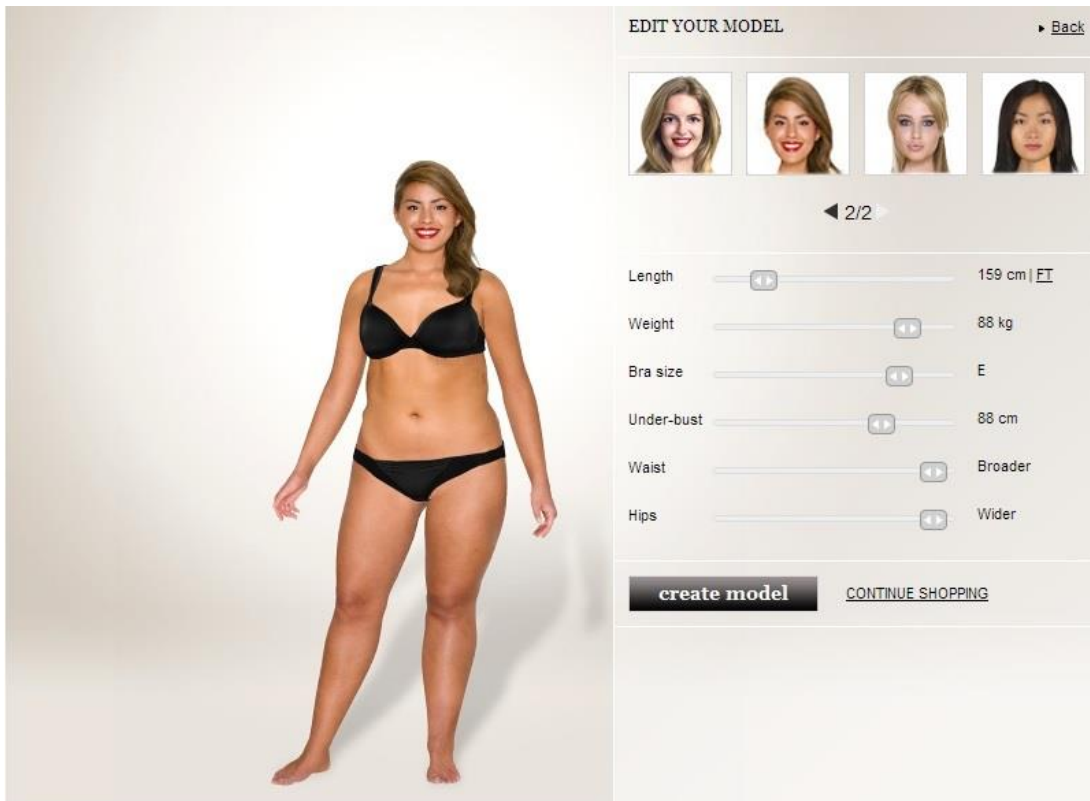 EDIT YOUR MODEL
Back
2/2
Length 159 cm | FT
Weight 88 kg
Bra size E
Under-bust 88 cm
Waist Broader
Hips Wider
create model CONTINUE SHOPPING